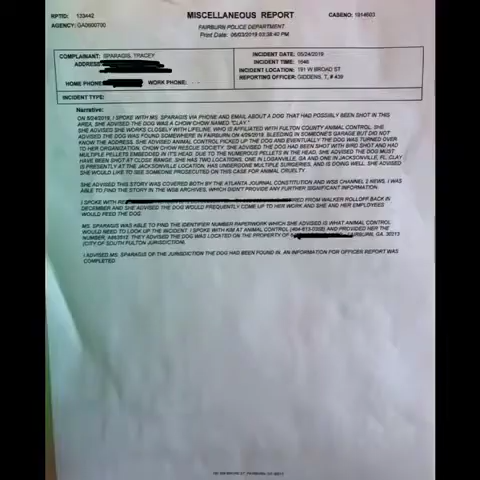 RPTID: 133442
MISCELLANEOUS REPORT
CASENO: 1914603
AGENCY: GA0600700
FAIRBURN POLICE DEPARTMENT
Print Date: 06/03/2019 03:38:40 PM
COMPLAINANT: SPARAGIS, TRACEY
ADDRESS
HOME PHONE WORK PHONE:
INCIDENT DATE: 05/24/2019
INCIDENT TIME: 1046
INCIDENT LOCATION: 191 W BROAD ST
REPORTING OFFICER: GIDDENS, T, # 439
INCIDENT TYPE:
Narrative:
ON 5/24/2019, I SPOKE WITH MS. SPARAGIS VIA PHONE AND EMAIL ABOUT A DOG THAT HAD POSSIBLY BEEN SHOT IN THIS
AREA. SHE ADVISED THE DOG WAS A CHOW CHOW NAMED "CLAY."
SHE ADVISED SHE WORKS CLOSELY WITH LIFELINE, WHO IS AFFILIATED WITH FULTON COUNTY ANIMAL CONTROL. SHE
ADVISED THE DOG WAS FOUND SOMEWHERE IN FAIRBURN ON BLEEDING IN SOMEONE'S GARAGE BUT DID NOT
KNOW THE ADDRESS. SHE ADVISED ANIMAL CONTROL PICKED UP THE DOG AND EVENTUALLY THE DOG WAS TURNED OVER
TO HER ORGANIZATION, CHOW CHOW RESCUE SOCIETY. SHE ADVISED THE DOG HAD BEEN SHOT WITH BIRD SHOT AND HAD
MULTIPLE PELLETS EMBEDDED IN IT'S HEAD. DUE TO THE NUMEROUS PELLETS IN THE HEAD, SHE ADVISED THE DOG MUST
HAVE BEEN SHOT AT CLOSE RANGE. SHE HAS TWO LOCATIONS, ONE IN LOGANVILLE, GA AND ONE IN JACKSONVILLE, FL. CLAY
IS PRESENTLY AT THE JACKSONVILLE LOCATION, HAS UNDERGONE MULTIPLE SURGERIES, AND IS DOING WELL. SHE ADVISED
SHE WOULD LIKE TO SEE SOMEONE PROSECUTED ON THIS CASE FOR ANIMAL CRUELTY.
SHE ADVISED THIS STORY WAS COVERED BOTH BY THE ATLANTA JOURNAL CONSTITUTION AND WSB CHANNEL 2 NEWS. I WAS
ABLE TO FIND THE STORY IN THE WSB ARCHIVES, WHICH DIDN'T PROVIDE ANY FURTHER SIGNIFICANT INFORMATION.
I SPOKE WITH FROM WALKER ROLLOFF BACK IN
DECEMBER AND SHE ADVISED THE DOG WOULD FREQUENTLY COME UP TO HER WORK AND SHE AND HER EMPLOYEES
WOULD FEED THE DOG.
MS. SPARAGIS WAS ABLE TO FIND THE IDENTIFIER NUMBER PAPERWORK WHICH SHE ADVISED IS WHAT ANIMAL CONTROL
WOULD NEED TO LOOK UP THE INCIDENT. I SPOKE WITH KIM AT ANIMAL CONTROL AND PROVIDED HER THE
NUMBER, THEY ADVISED THE DOG WAS LOCATED ON THE PROPERTY OF FAIRBURN, GA, 30213
(CITY OF SOUTH FULTON JURISDICTION).
I ADVISED MS. SPARAGIS OF THE JURISDICTION THE DOG HAD BEEN FOUND IN. AN INFORMATION FOR OFFICER REPORT WAS
COMPLETED.